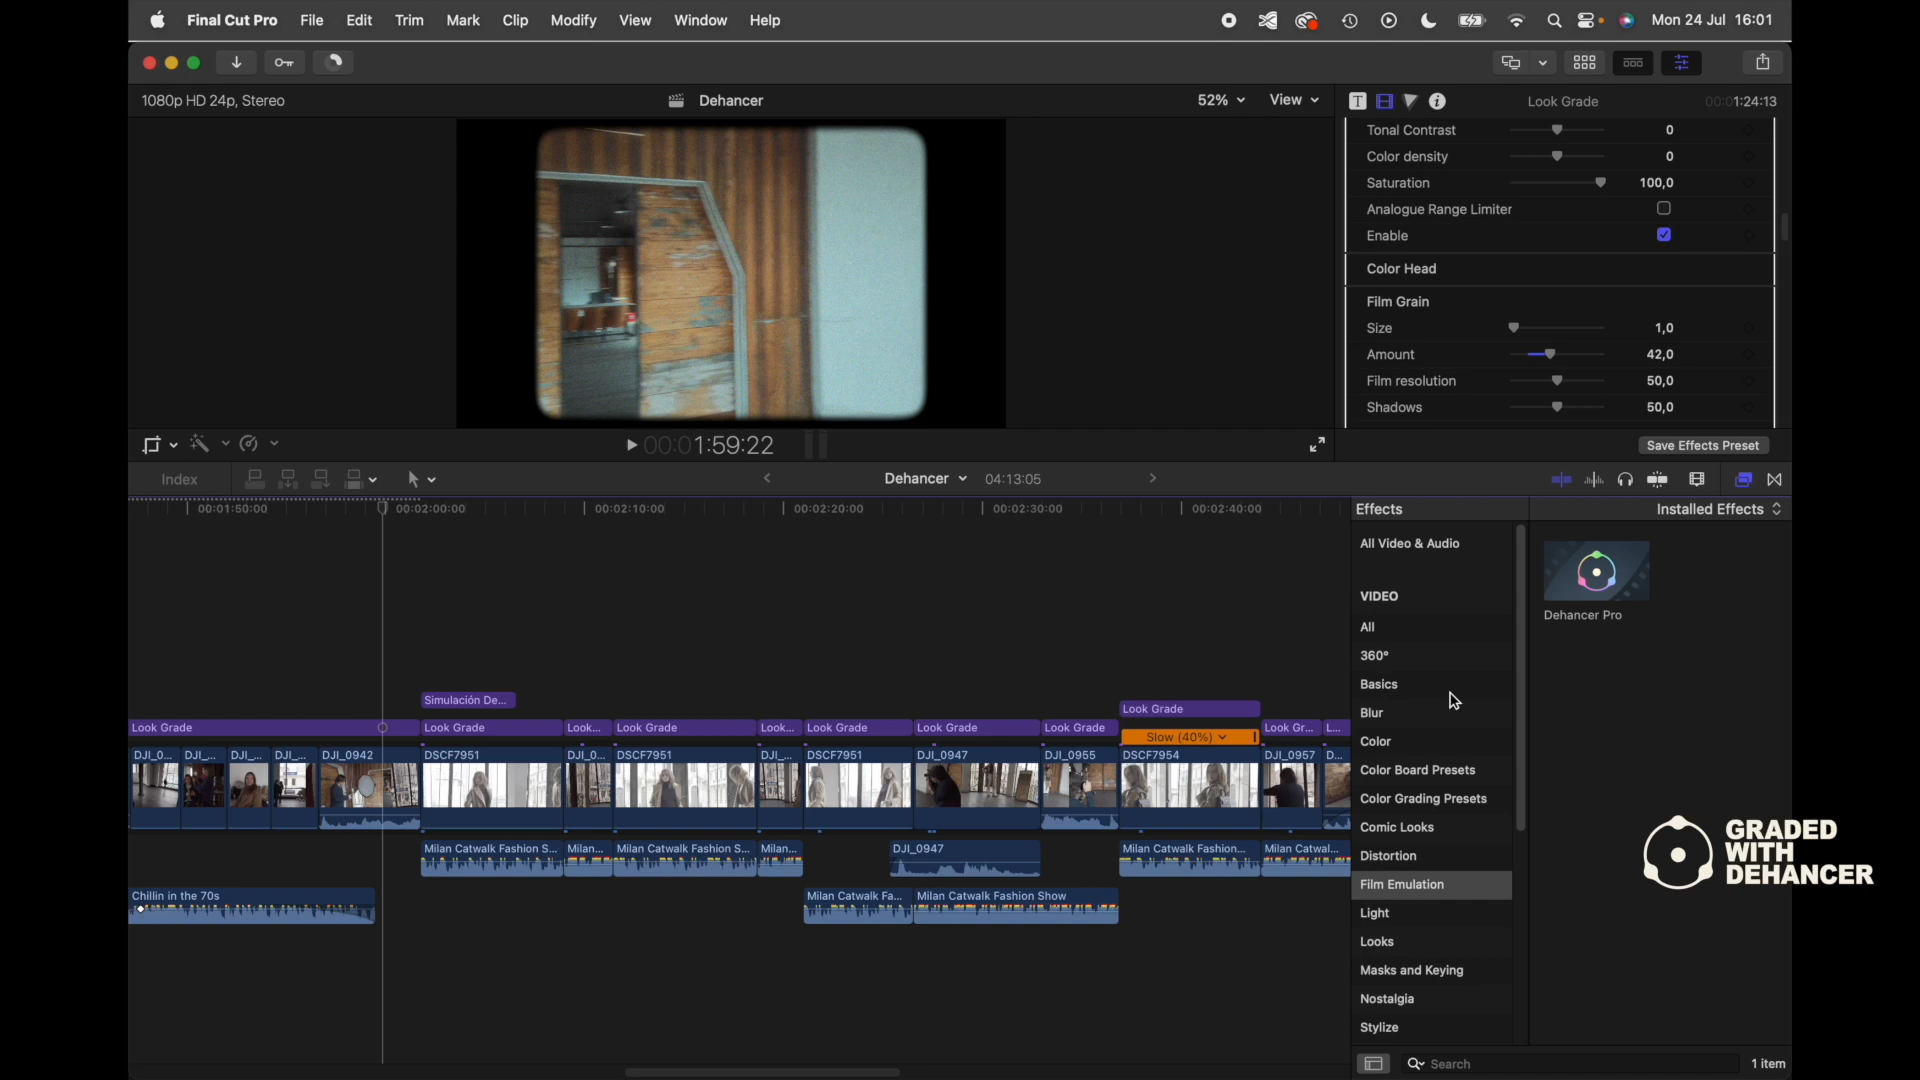 Final Cut Pro File Edit Trim Mark Clip Modify View Window Help Mon 24 Jul 16:01
1080p HD 24p, Stereo Dehancer 52% View
T Look Grade 00:01:24:13
Tonal Contrast 0
Color density 0
Saturation 100,0
Analogue Range Limiter
Enable
Color Head
Film Grain
Size 1,0
Amount 42,0
Film resolution 50,0
Shadows 50,0
00:01:59:22
Save Effects Preset
Index Dehancer 04:13:05
00:01:50:00 00:02:00:00 00:02:10:00 00:02:20:00 00:02:30:00 00:02:40:00
Effects Installed Effects
All Video & Audio
VIDEO
All
360°
Basics
Blur
Color
Color Board Presets
Color Grading Presets
Comic Looks
Distortion
Film Emulation
Light
Looks
Masks and Keying
Nostalgia
Stylize
Dehancer Pro
Simulación De...
Look Grade
Look Grade Look Grade Look... Look Grade Look... Look Grade Look Grade Look Grade Look Gr... L...
Slow (40%)
DJI_0... DJI_... DJI_... DJI_... DJI_0942 DSCF7951 DJI_0... DSCF7951 DJI_... DSCF7951 DJI_0947 DJI_0955 DSCF7954 DJI_0957 D...
Milan Catwalk Fashion S... Milan... Milan Catwalk Fashion S... Milan... DJI_0947 Milan Catwalk Fashion... Milan Catwal...
Chillin in the 70s Milan Catwalk Fa... Milan Catwalk Fashion Show
GRADED
WITH
DEHANCER
Search 1 item